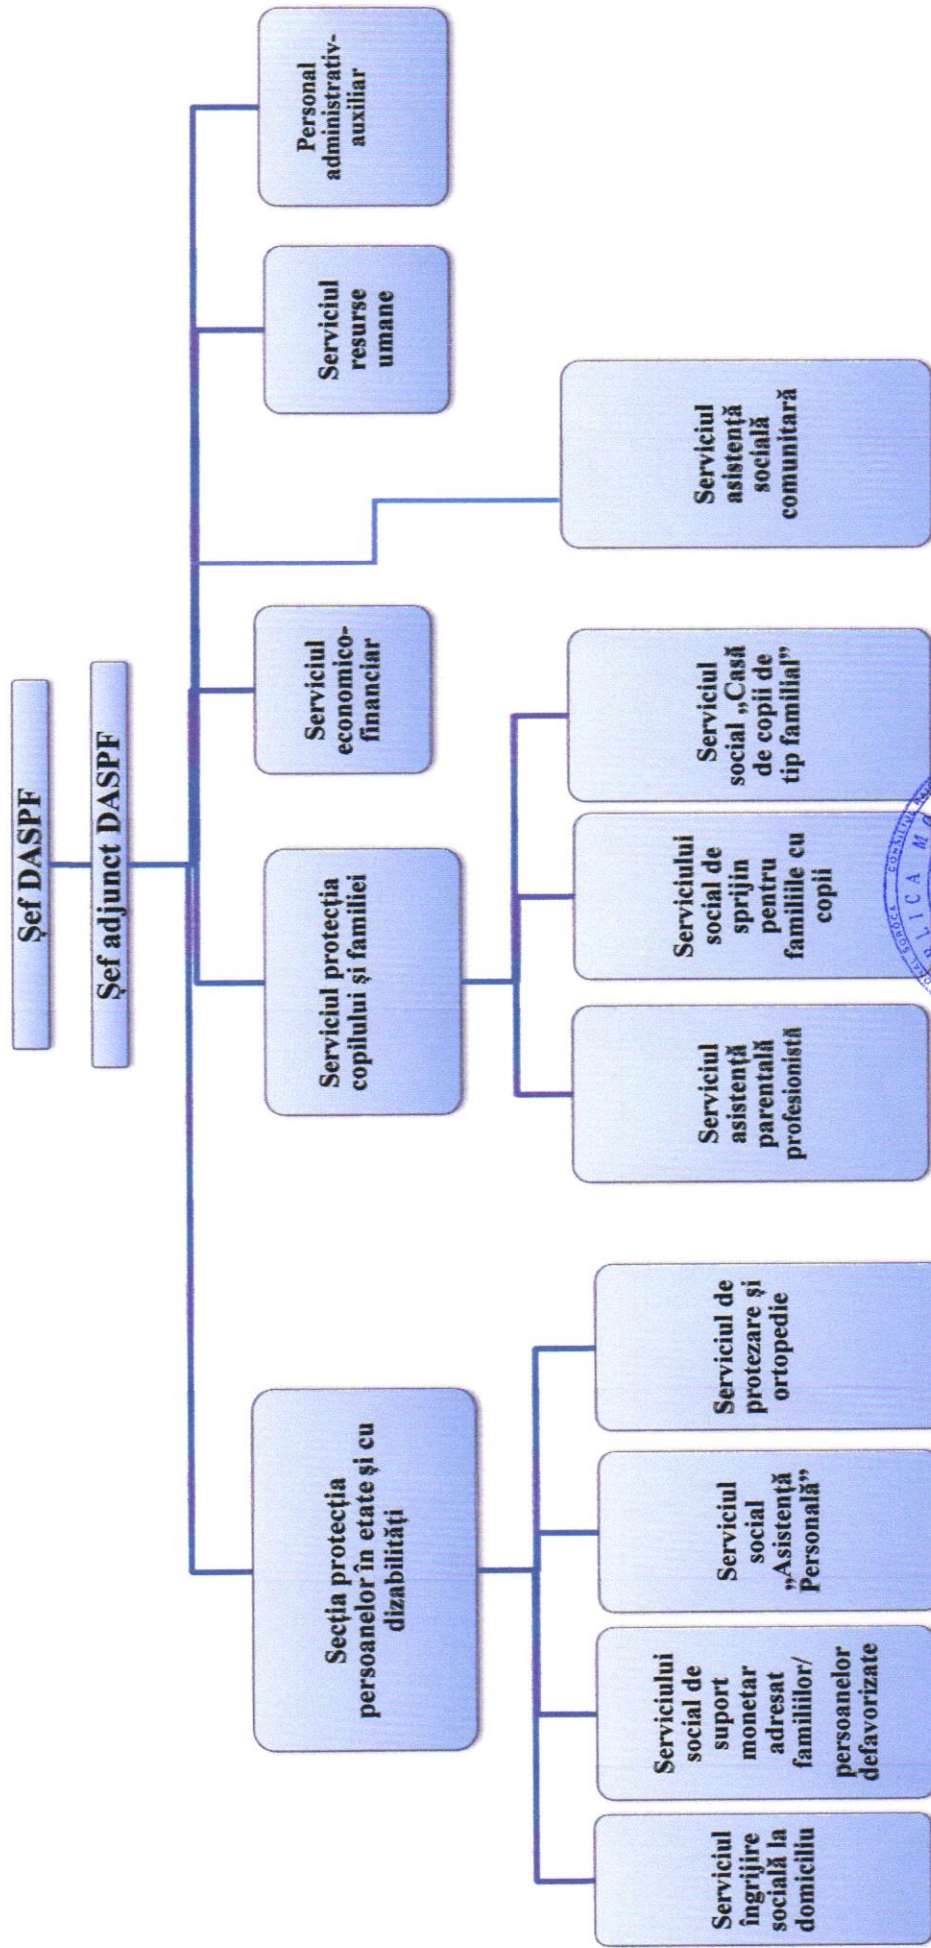 Şef DASPF
Şef adjunct DASPF
Secţia protecţia
persoanelor în etate şi cu
dizabilităţi
Serviciul protecţia
copilului şi familiei
Serviciul
economico-
financiar
Serviciul
resurse
umane
Personal
administrativ-
auxiliar
Serviciul
îngrijire
socială la
domiciliu
Serviciului
social de
suport
monetar
adresat
familiilor/
persoanelor
defavorizate
Serviciul
social
„Asistenţă
Personală”
Serviciul de
protezare şi
ortopedie
Serviciul
asistenţă
parentală
profesionistă
Serviciului
social de
sprijin
pentru
familiile cu
copii
Serviciul
social „Casă
de copii de
tip familial”
Serviciul
asistenţă
socială
comunitară
SOROCA
CONSILIUL